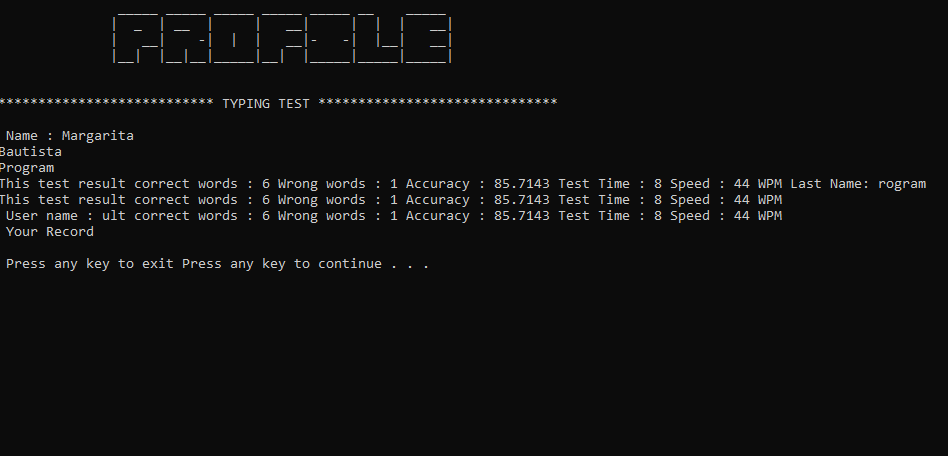 PROFILE
*************************** TYPING TEST ******************************
Name : Margarita
Bautista
Program
This test result correct words : 6 Wrong words : 1 Accuracy : 85.7143 Test Time : 8 Speed : 44 WPM Last Name: rogram
This test result correct words : 6 Wrong words : 1 Accuracy : 85.7143 Test Time : 8 Speed : 44 WPM
User name : ult correct words : 6 Wrong words : 1 Accuracy : 85.7143 Test Time : 8 Speed : 44 WPM
Your Record
Press any key to exit Press any key to continue . . .